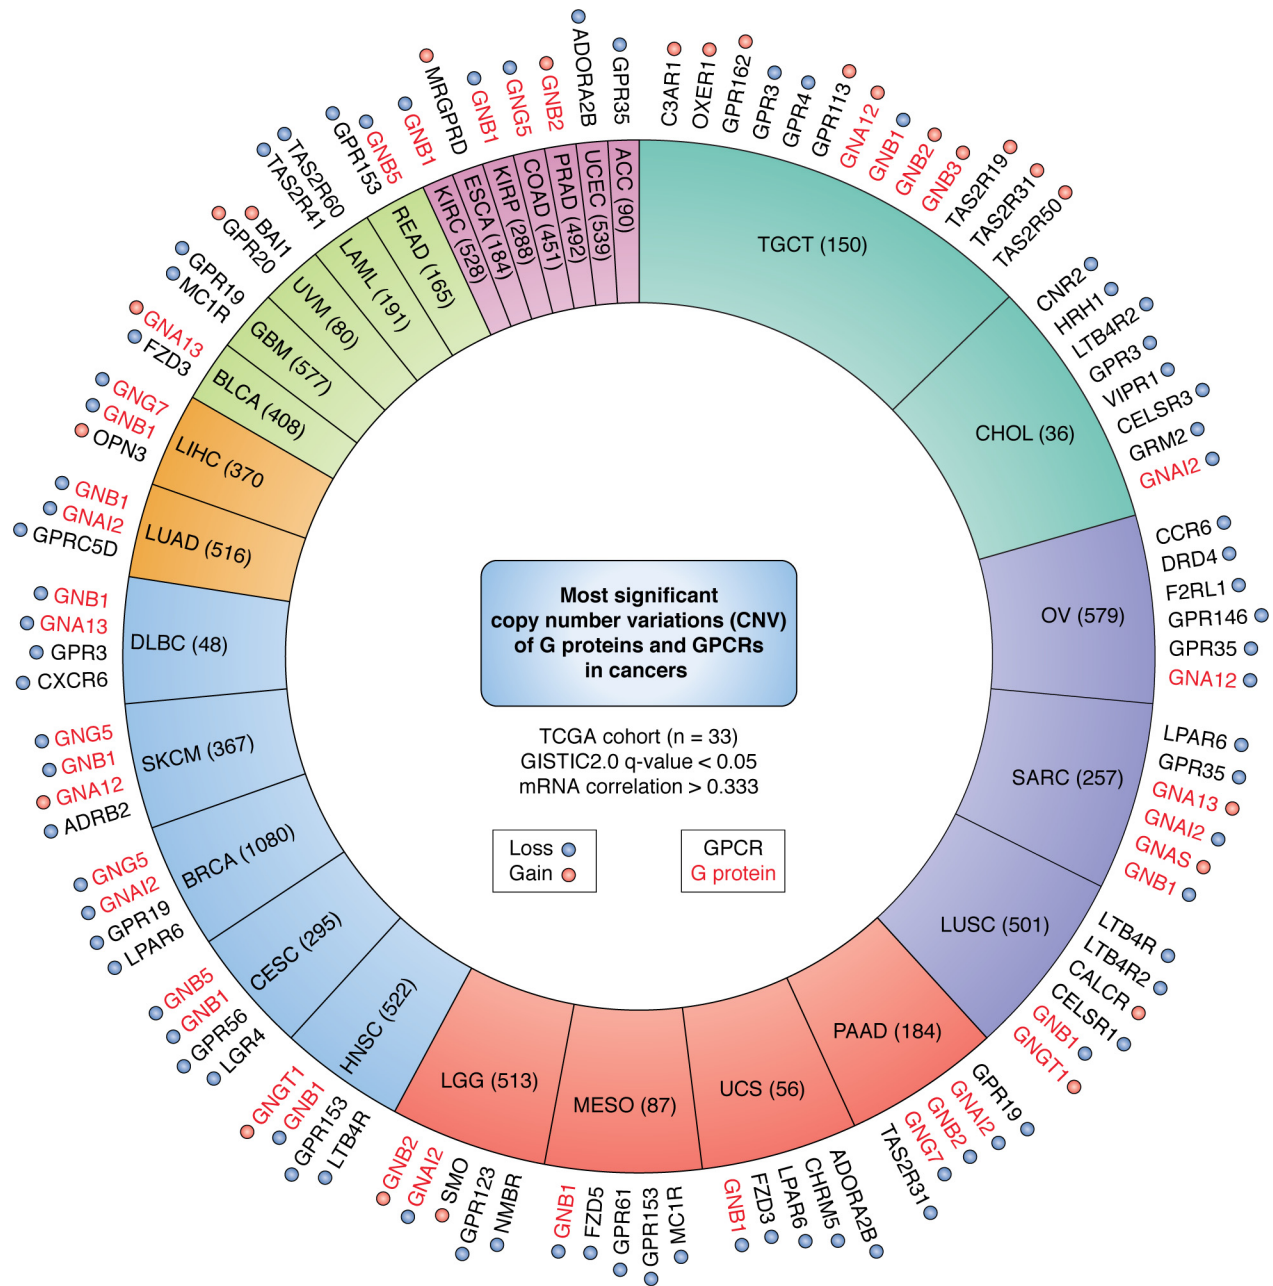 Most significant
copy number variations (CNV)
of G proteins and GPCRs
in cancers
TCGA cohort (n = 33)
GISTIC2.0 q-value < 0.05
mRNA correlation > 0.333
Loss
Gain
GPCR
G protein
TGCT (150)
C3AR1
OXER1
GPR162
GPR3
GPR4
GPR113
GNA12
GNB1
GNB2
GNB3
TAS2R19
TAS2R31
TAS2R50
CHOL (36)
CNR2
HRH1
LTB4R2
GPR3
VIPR1
CELSR3
GRM2
GNAI2
OV (579)
CCR6
DRD4
F2RL1
GPR146
GPR35
GNA12
SARC (257)
LPAR6
GPR35
GNA13
GNAI2
GNAS
GNB1
LUSC (501)
LTB4R
LTB4R2
CALCR
CELSR1
GNB1
GNGT1
PAAD (184)
GPR19
GNAI2
GNB2
GNG7
TAS2R31
UCS (56)
ADORA2B
CHRM5
LPAR6
FZD3
GNB1
MESO (87)
MC1R
GPR153
GPR61
FZD5
GNB1
LGG (513)
NMBR
GPR123
SMO
GNAI2
GNB2
HNSC (522)
LTB4R
GPR153
GNB1
GNGT1
CESC (295)
LGR4
GPR56
GNB1
GNB5
BRCA (1080)
LPAR6
GPR19
GNAI2
GNG5
SKCM (367)
ADRB2
GNA12
GNB1
GNG5
DLBC (48)
CXCR6
GPR3
GNA13
GNB1
LUAD (516)
GPRC5D
GNAI2
GNB1
LIHC (370
OPN3
GNB1
GNG7
BLCA (408)
FZD3
GNA13
GBM (577)
MC1R
GPR19
UVM (80)
GPR20
BAI1
LAML (191)
TAS2R41
TAS2R60
READ (165)
GPR153
GNB5
KIRC (528)
GNB1
ESCA (184)
MRGPRD
KIRP (288)
GNB1
COAD (451)
GNG5
PRAD (492)
GNB2
UCEC (539)
ADORA2B
ACC (90)
GPR35